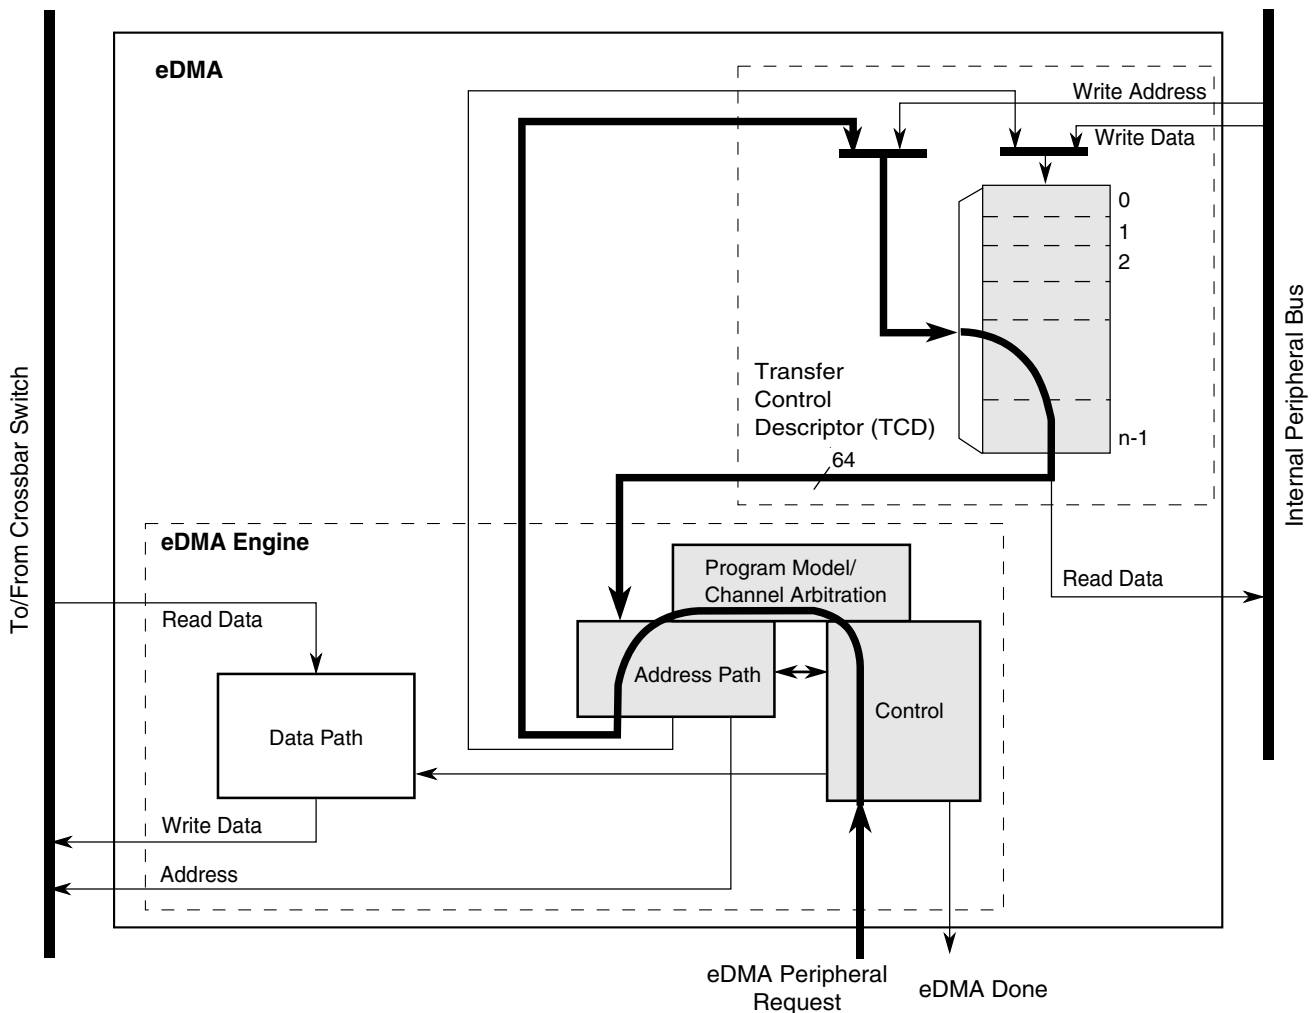 eDMA
Write Address
Write Data
0
1
2
n-1
Transfer
Control
Descriptor (TCD)
64
To/From Crossbar Switch
Internal Peripheral Bus
eDMA Engine
Program Model/
Channel Arbitration
Read Data
Read Data
Address Path
Control
Data Path
Write Data
Address
eDMA Peripheral
Request
eDMA Done